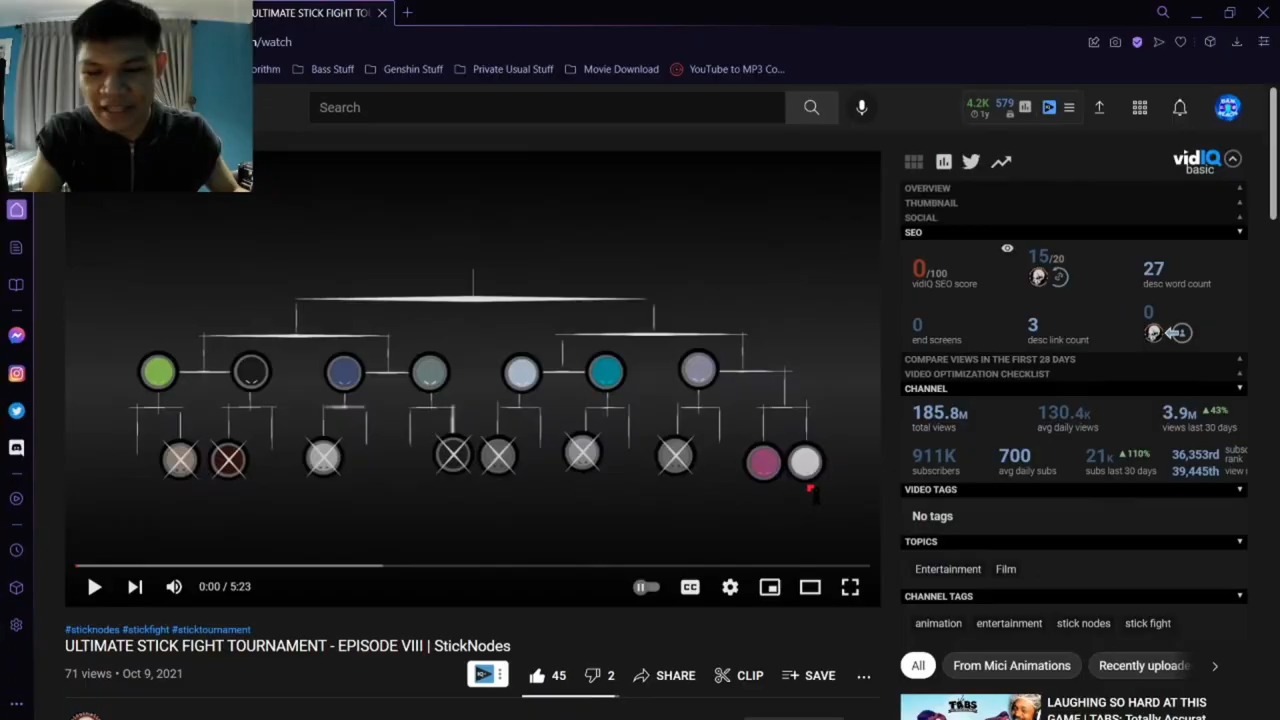 ULTIMATE STICK FIGHT TO
/watch
orithm
Bass Stuff
Genshin Stuff
Private Usual Stuff
Movie Download
YouTube to MP3 Co...
Search
4.2K 579
1y
vidIQ
basic
OVERVIEW
THUMBNAIL
SOCIAL
SEO
0/100
vidIQ SEO score
15/20
27
desc word count
0
end screens
3
desc link count
0
COMPARE VIEWS IN THE FIRST 28 DAYS
VIDEO OPTIMIZATION CHECKLIST
CHANNEL
185.8M
total views
130.4K
avg daily views
3.9M ▲43%
views last 30 days
911K
subscribers
700
avg daily subs
21K ▲110%
subs last 30 days
36,353rd
subsc
rank
39,445th
view
VIDEO TAGS
No tags
TOPICS
Entertainment
Film
CHANNEL TAGS
animation
entertainment
stick nodes
stick fight
0:00 / 5:23
CC
#sticknodes #stickfight #sticktournament
ULTIMATE STICK FIGHT TOURNAMENT - EPISODE VIII | StickNodes
71 views • Oct 9, 2021
45
2
SHARE
CLIP
SAVE
All
From Mici Animations
Recently uploade
LAUGHING SO HARD AT THIS
GAME | TABS: Totally Accurat
TABS